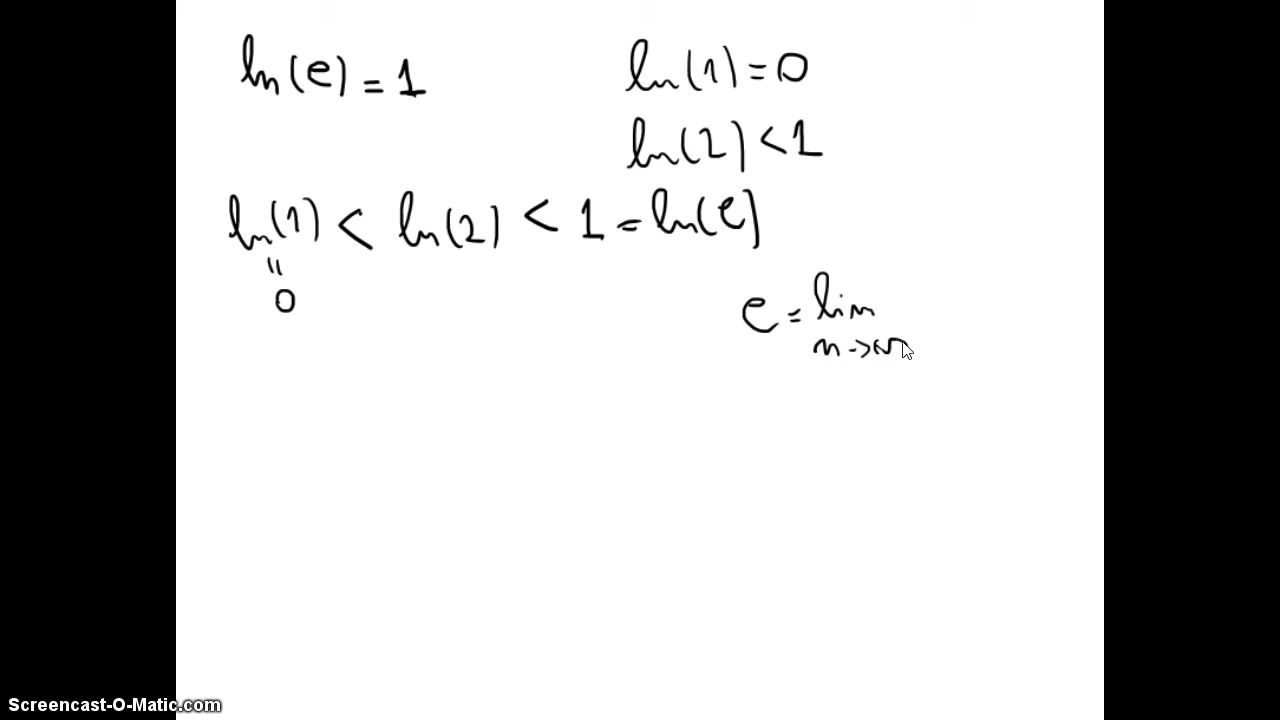 ln(e) = 1
ln(1) = 0
ln(2) < 1
ln(1) < ln(2) < 1 = ln(e)
"
0
e = lim
n->∞
Screencast-O-Matic.com